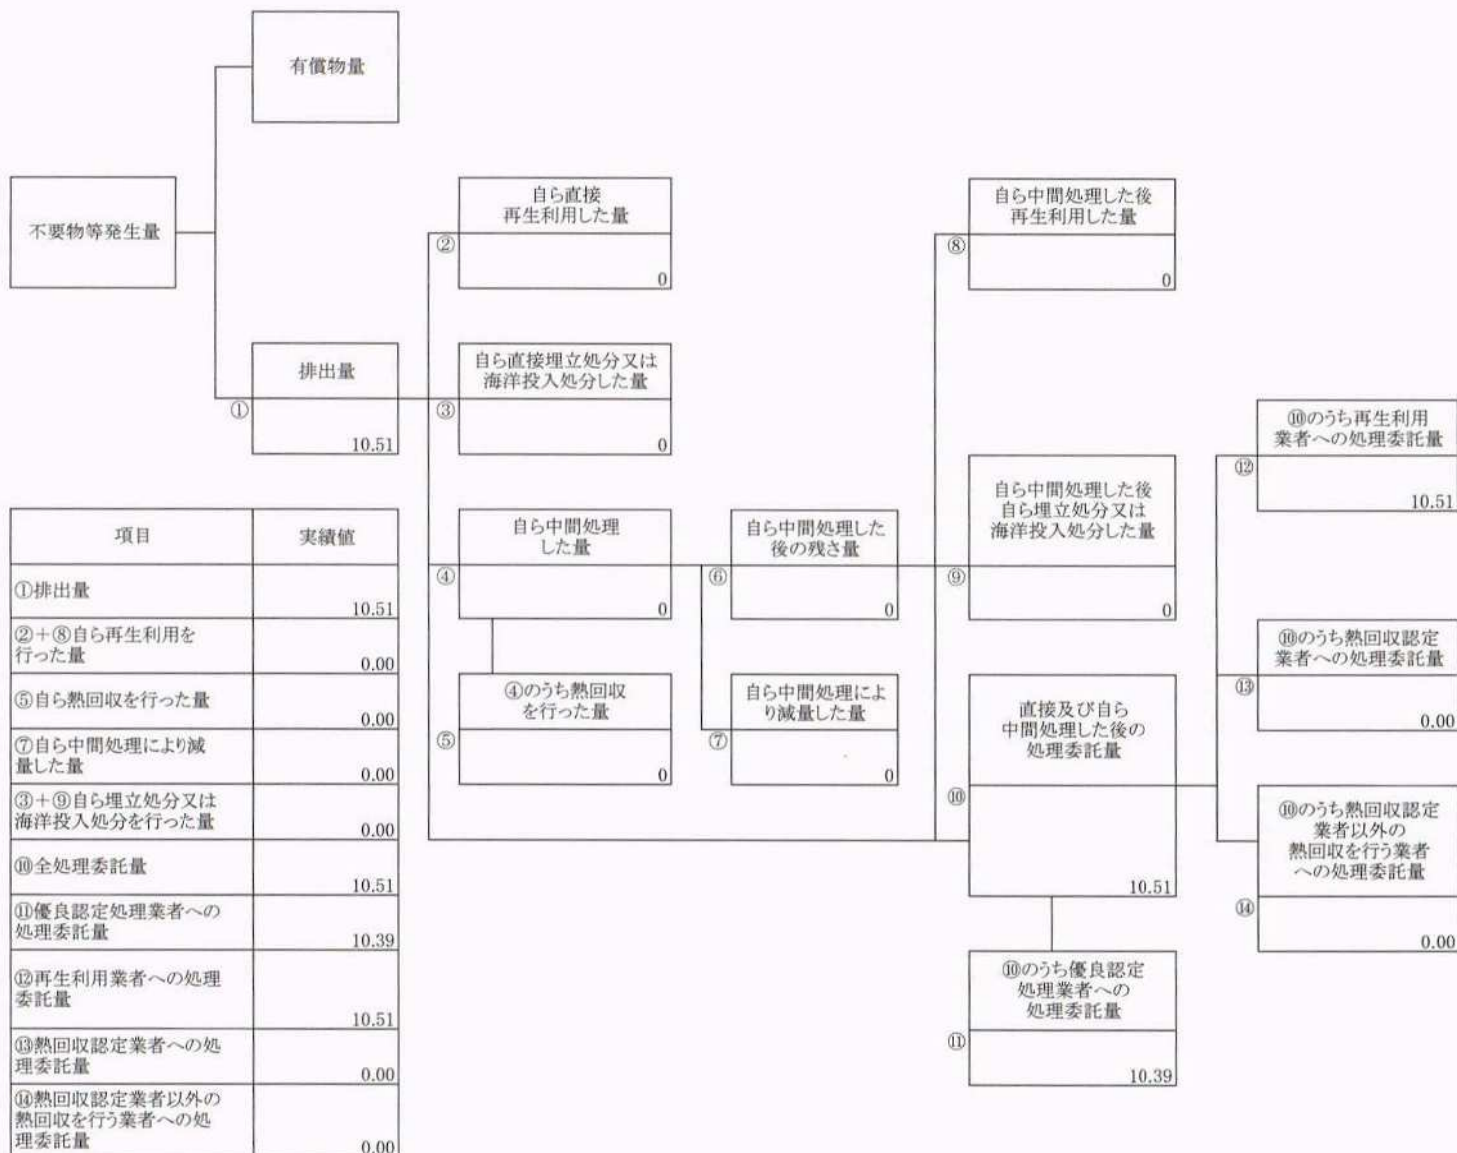 有償物量
不要物等発生量
自ら直接
再生利用した量
②
0
自ら中間処理した後
再生利用した量
⑧
0
排出量
①
10.51
自ら直接埋立処分又は
海洋投入処分した量
③
0
⑩のうち再生利用
業者への処理委託量
⑫
10.51
自ら中間処理
した量
④
0
自ら中間処理した
後の残さ量
⑥
0
自ら中間処理した後
自ら埋立処分又は
海洋投入処分した量
⑨
0
⑩のうち熱回収認定
業者への処理委託量
⑬
0.00
④のうち熱回収
を行った量
⑤
0
自ら中間処理によ
り減量した量
⑦
0
直接及び自ら
中間処理した後の
処理委託量
⑩
10.51
⑩のうち熱回収認定
業者以外の
熱回収を行う業者
への処理委託量
⑭
0.00
⑩のうち優良認定
処理業者への
処理委託量
⑪
10.39
項目 実績値
①排出量
10.51
②+⑧自ら再生利用を
行った量
0.00
⑤自ら熱回収を行った量
0.00
⑦自ら中間処理により減
量した量
0.00
③+⑨自ら埋立処分又は
海洋投入処分を行った量
0.00
⑩全処理委託量
10.51
⑪優良認定処理業者への
処理委託量
10.39
⑫再生利用業者への処理
委託量
10.51
⑬熱回収認定業者への処
理委託量
0.00
⑭熱回収認定業者以外の
熱回収を行う業者への処
理委託量
0.00